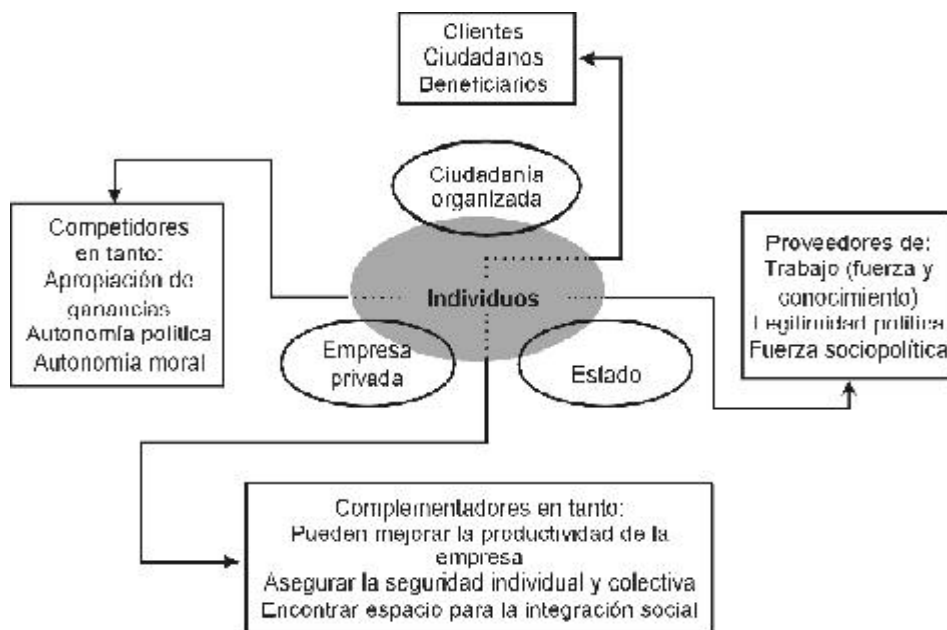 Clientes
Ciudadanos
Beneficiarios
Ciudadanía
organizada
Competidores
en tanto:
Apropiación de
ganancias
Autonomía política
Autonomía moral
Individuos
Proveedores de:
Trabajo (fuerza y
conocimiento)
Legitimidad política
Fuerza sociopolítica
Empresa
privada
Estado
Complementadores en tanto:
Pueden mejorar la productividad de la
empresa
Asegurar la seguridad individual y colectiva
Encontrar espacio para la integración social